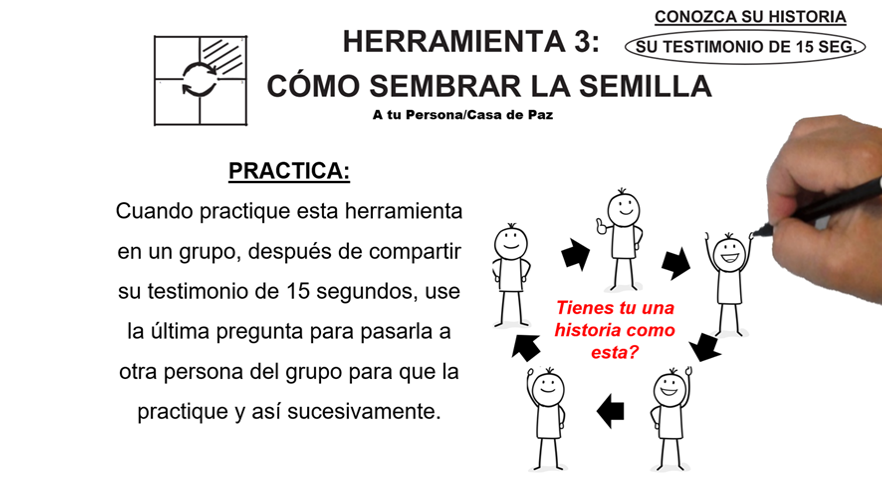 CONOZCA SU HISTORIA
SU TESTIMONIO DE 15 SEG.
HERRAMIENTA 3:
CÓMO SEMBRAR LA SEMILLA
A tu Persona/Casa de Paz
PRACTICA:
Cuando practique esta herramienta
en un grupo, después de compartir
su testimonio de 15 segundos, use
la última pregunta para pasarla a
otra persona del grupo para que la
practique y así sucesivamente.
Tienes tu una
historia como
esta?